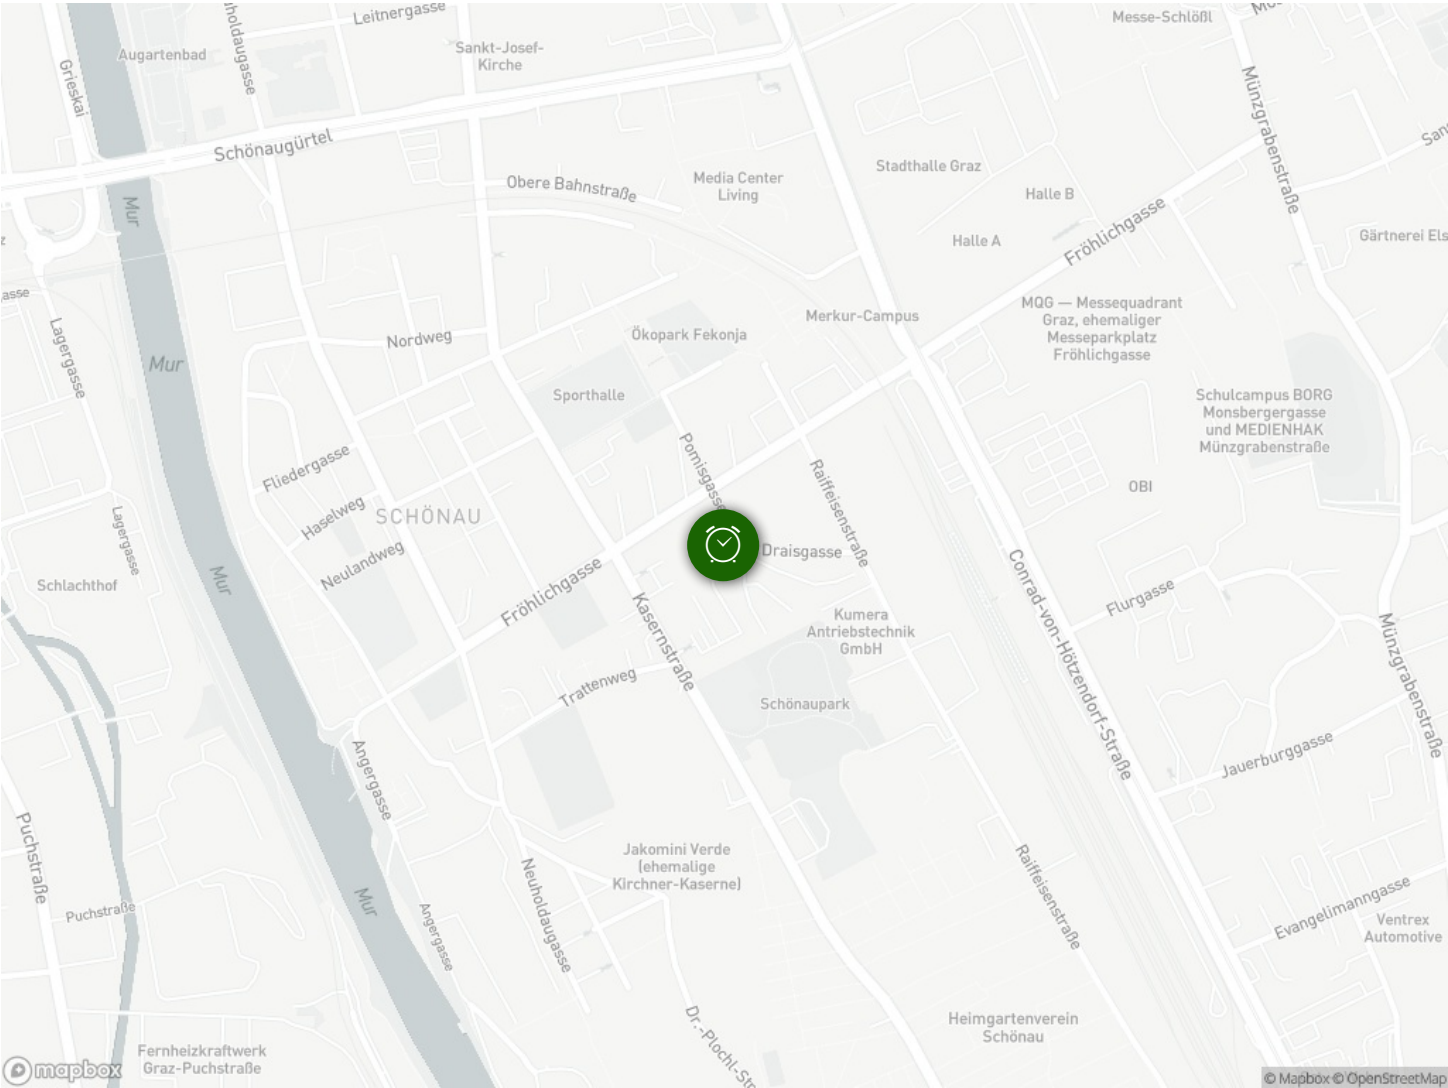 Leitnergasse
Messe-Schlößl
Augartenbad
Sankt-Josef-
Kirche
Grieskai
Münzgrabenstraße
Schönaugürtel
Stadthalle Graz
Media Center
Living
Obere Bahnstraße
Halle B
Mur
Fröhlichgasse
Halle A
Gärtnerei Els
asse
MQG — Messequadrant
Graz, ehemaliger
Messeparkplatz
Fröhlichgasse
Merkur-Campus
Lagergasse
Nordweg
Ökopark Fekonja
Mur
Sporthalle
Schulcampus BORG
Monsbergergasse
und MEDIENHAK
Münzgrabenstraße
Pomisgasse
Raiffeisenstraße
Fliedergasse
OBI
Haselweg
SCHÖNAU
Lagergasse
Neulandweg
Draisgasse
Conrad-von-Hötzendorf-Straße
Schlachthof
Mur
Fröhlichgasse
Kasernstraße
Flurgasse
Kumera
Antriebstechnik
GmbH
Münzgrabenstraße
Trattenweg
Schönaupark
Angergasse
Jauerburggasse
Puchstraße
Jakomini Verde
(ehemalige
Kirchner-Kaserne)
Neuholdaugasse
Raiffeisenstraße
Mur
Puchstraße
Angergasse
Evangelimanngasse
Ventrex
Automotive
Dr.-Plochl-Str
Heimgartenverein
Schönau
Fernheizkraftwerk
Graz-Puchstraße
mapbox
© Mapbox © OpenStreetMap